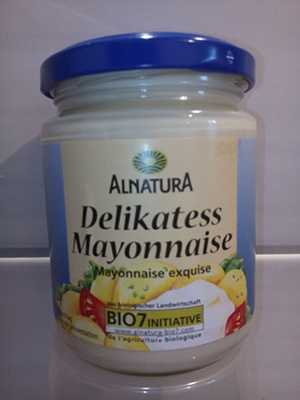 ALNATURA
Delikatess
Mayonnaise
Mayonnaise exquise
aus biologischer Landwirtschaft
BIO7 INITIATIVE
www.alnatura-bio7.com
de l'agriculture biologique